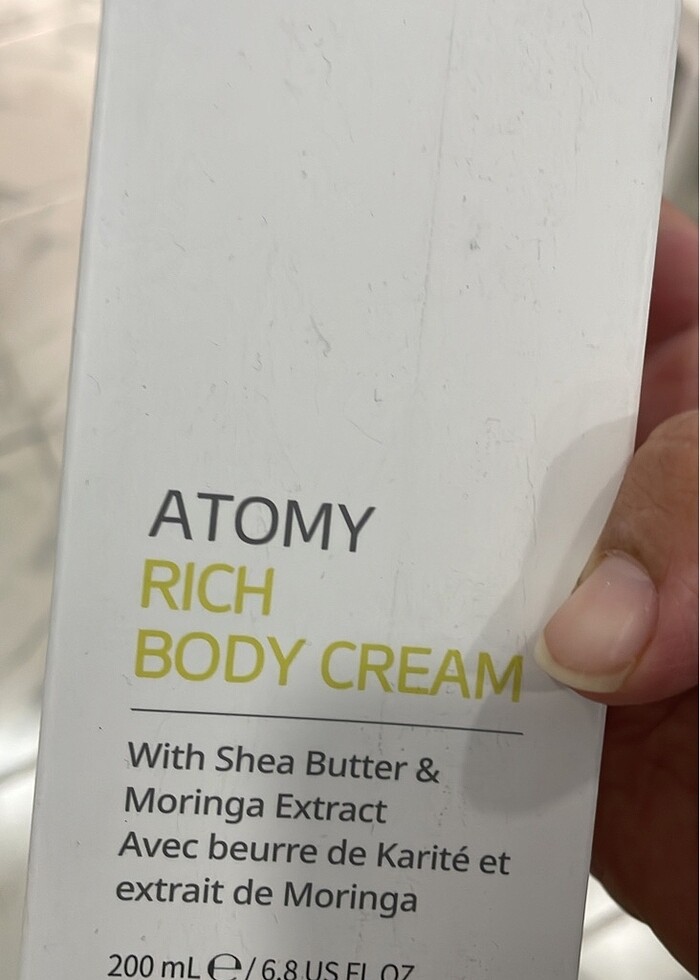 ATOMY
RICH
BODY CREAM
With Shea Butter &
Moringa Extract
Avec beurre de Karité et
extrait de Moringa
200 mL ℮ / 6.8 US FL OZ